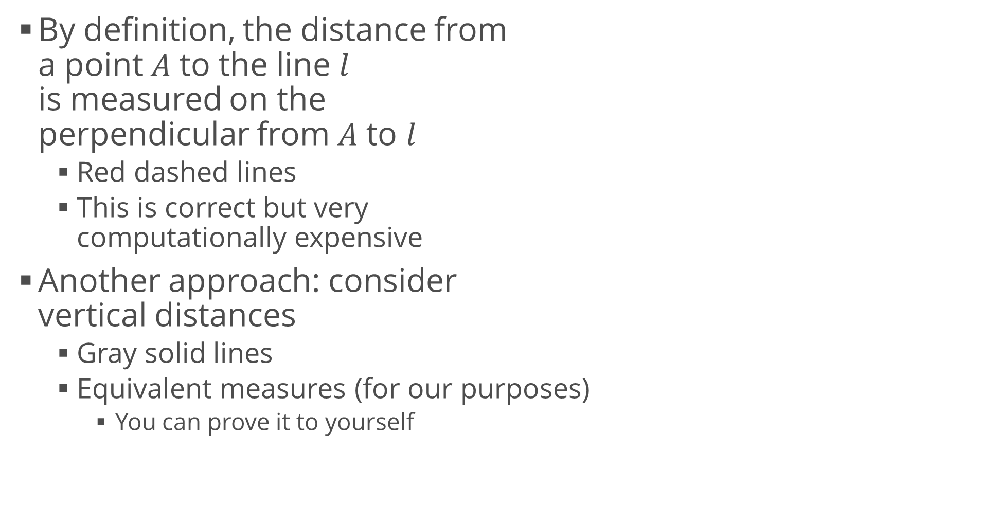 ▪ By definition, the distance from
a point A to the line l
is measured on the
perpendicular from A to l
▪ Red dashed lines
▪ This is correct but very
computationally expensive
▪ Another approach: consider
vertical distances
▪ Gray solid lines
▪ Equivalent measures (for our purposes)
▪ You can prove it to yourself